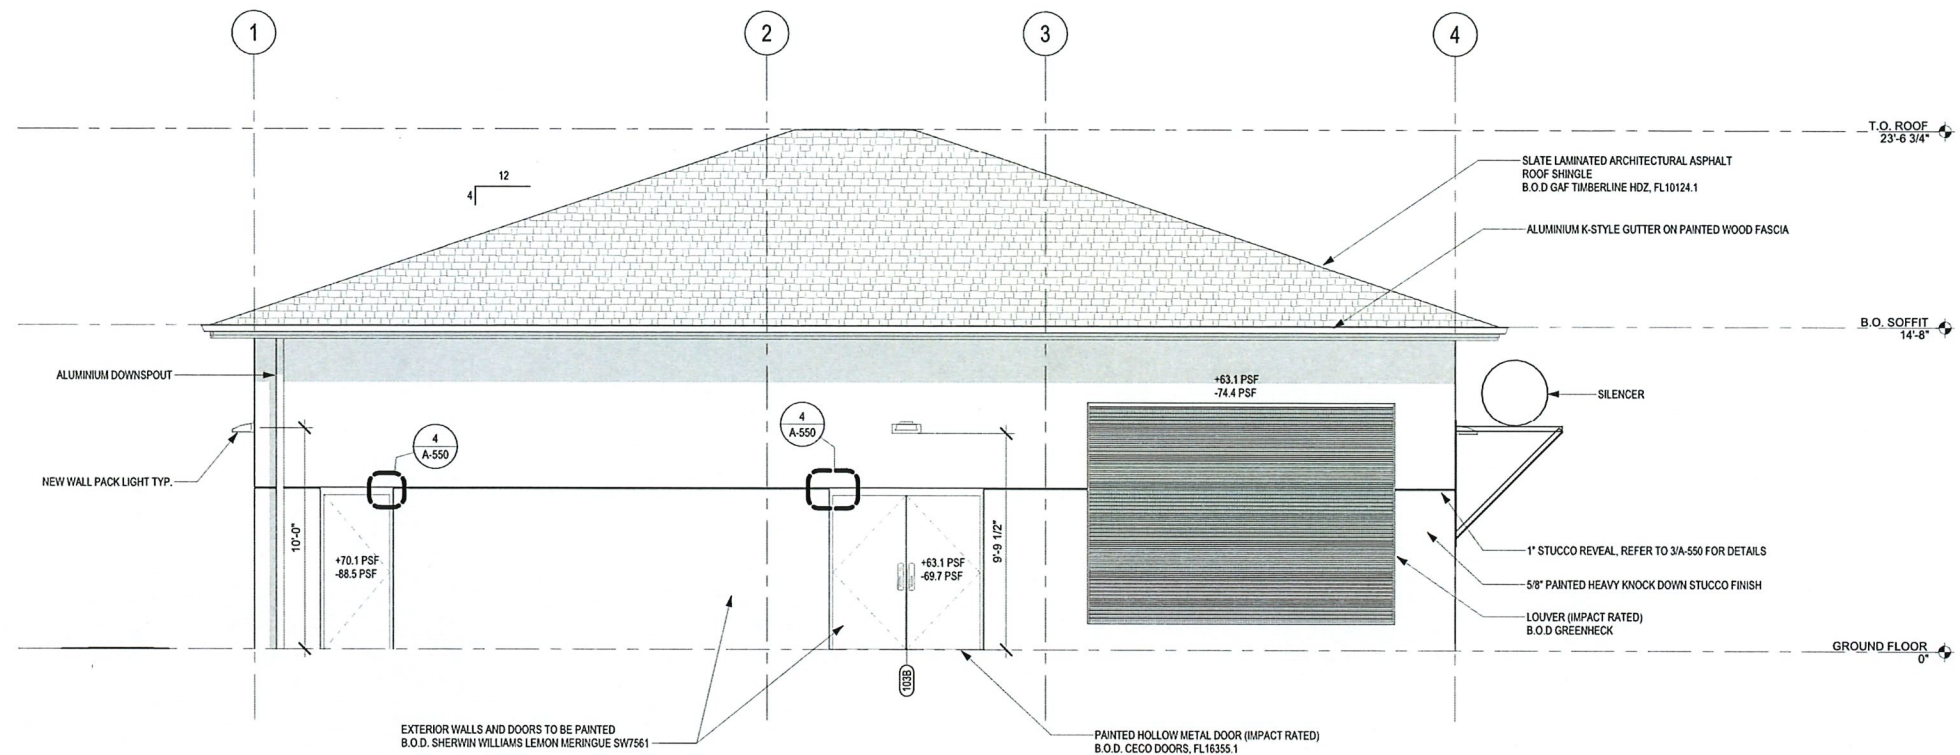 1
2
3
4
T.O. ROOF
23'-6 3/4"
SLATE LAMINATED ARCHITECTURAL ASPHALT
ROOF SHINGLE
B.O.D GAF TIMBERLINE HDZ, FL10124.1
12
4
ALUMINIUM K-STYLE GUTTER ON PAINTED WOOD FASCIA
B.O. SOFFIT
14'-8"
ALUMINIUM DOWNSPOUT
+63.1 PSF
-74.4 PSF
SILENCER
4
A-550
4
A-550
NEW WALL PACK LIGHT TYP.
10'-0"
9'-9 1/2"
+70.1 PSF
-88.5 PSF
+63.1 PSF
-69.7 PSF
1" STUCCO REVEAL, REFER TO 3/A-550 FOR DETAILS
5/8" PAINTED HEAVY KNOCK DOWN STUCCO FINISH
LOUVER (IMPACT RATED)
B.O.D GREENHECK
GROUND FLOOR
0"
103B
EXTERIOR WALLS AND DOORS TO BE PAINTED
B.O.D. SHERWIN WILLIAMS LEMON MERINGUE SW7561
PAINTED HOLLOW METAL DOOR (IMPACT RATED)
B.O.D. CECO DOORS, FL16355.1